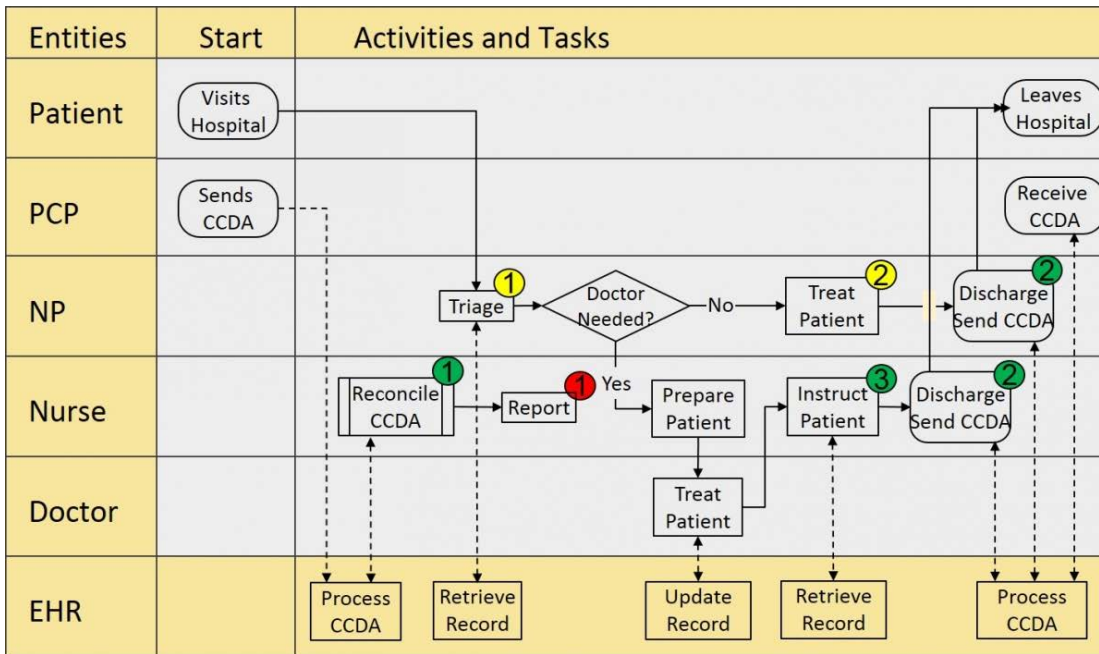 Entities
Start
Activities and Tasks
Patient
Visits
Hospital
Leaves
Hospital
PCP
Sends
CCDA
Receive
CCDA
NP
Triage
1
Doctor
Needed?
No
Treat
Patient
2
Discharge
Send CCDA
2
Nurse
Reconcile
CCDA
1
Report
1
Yes
Prepare
Patient
Instruct
Patient
3
Discharge
Send CCDA
2
Doctor
Treat
Patient
EHR
Process
CCDA
Retrieve
Record
Update
Record
Retrieve
Record
Process
CCDA